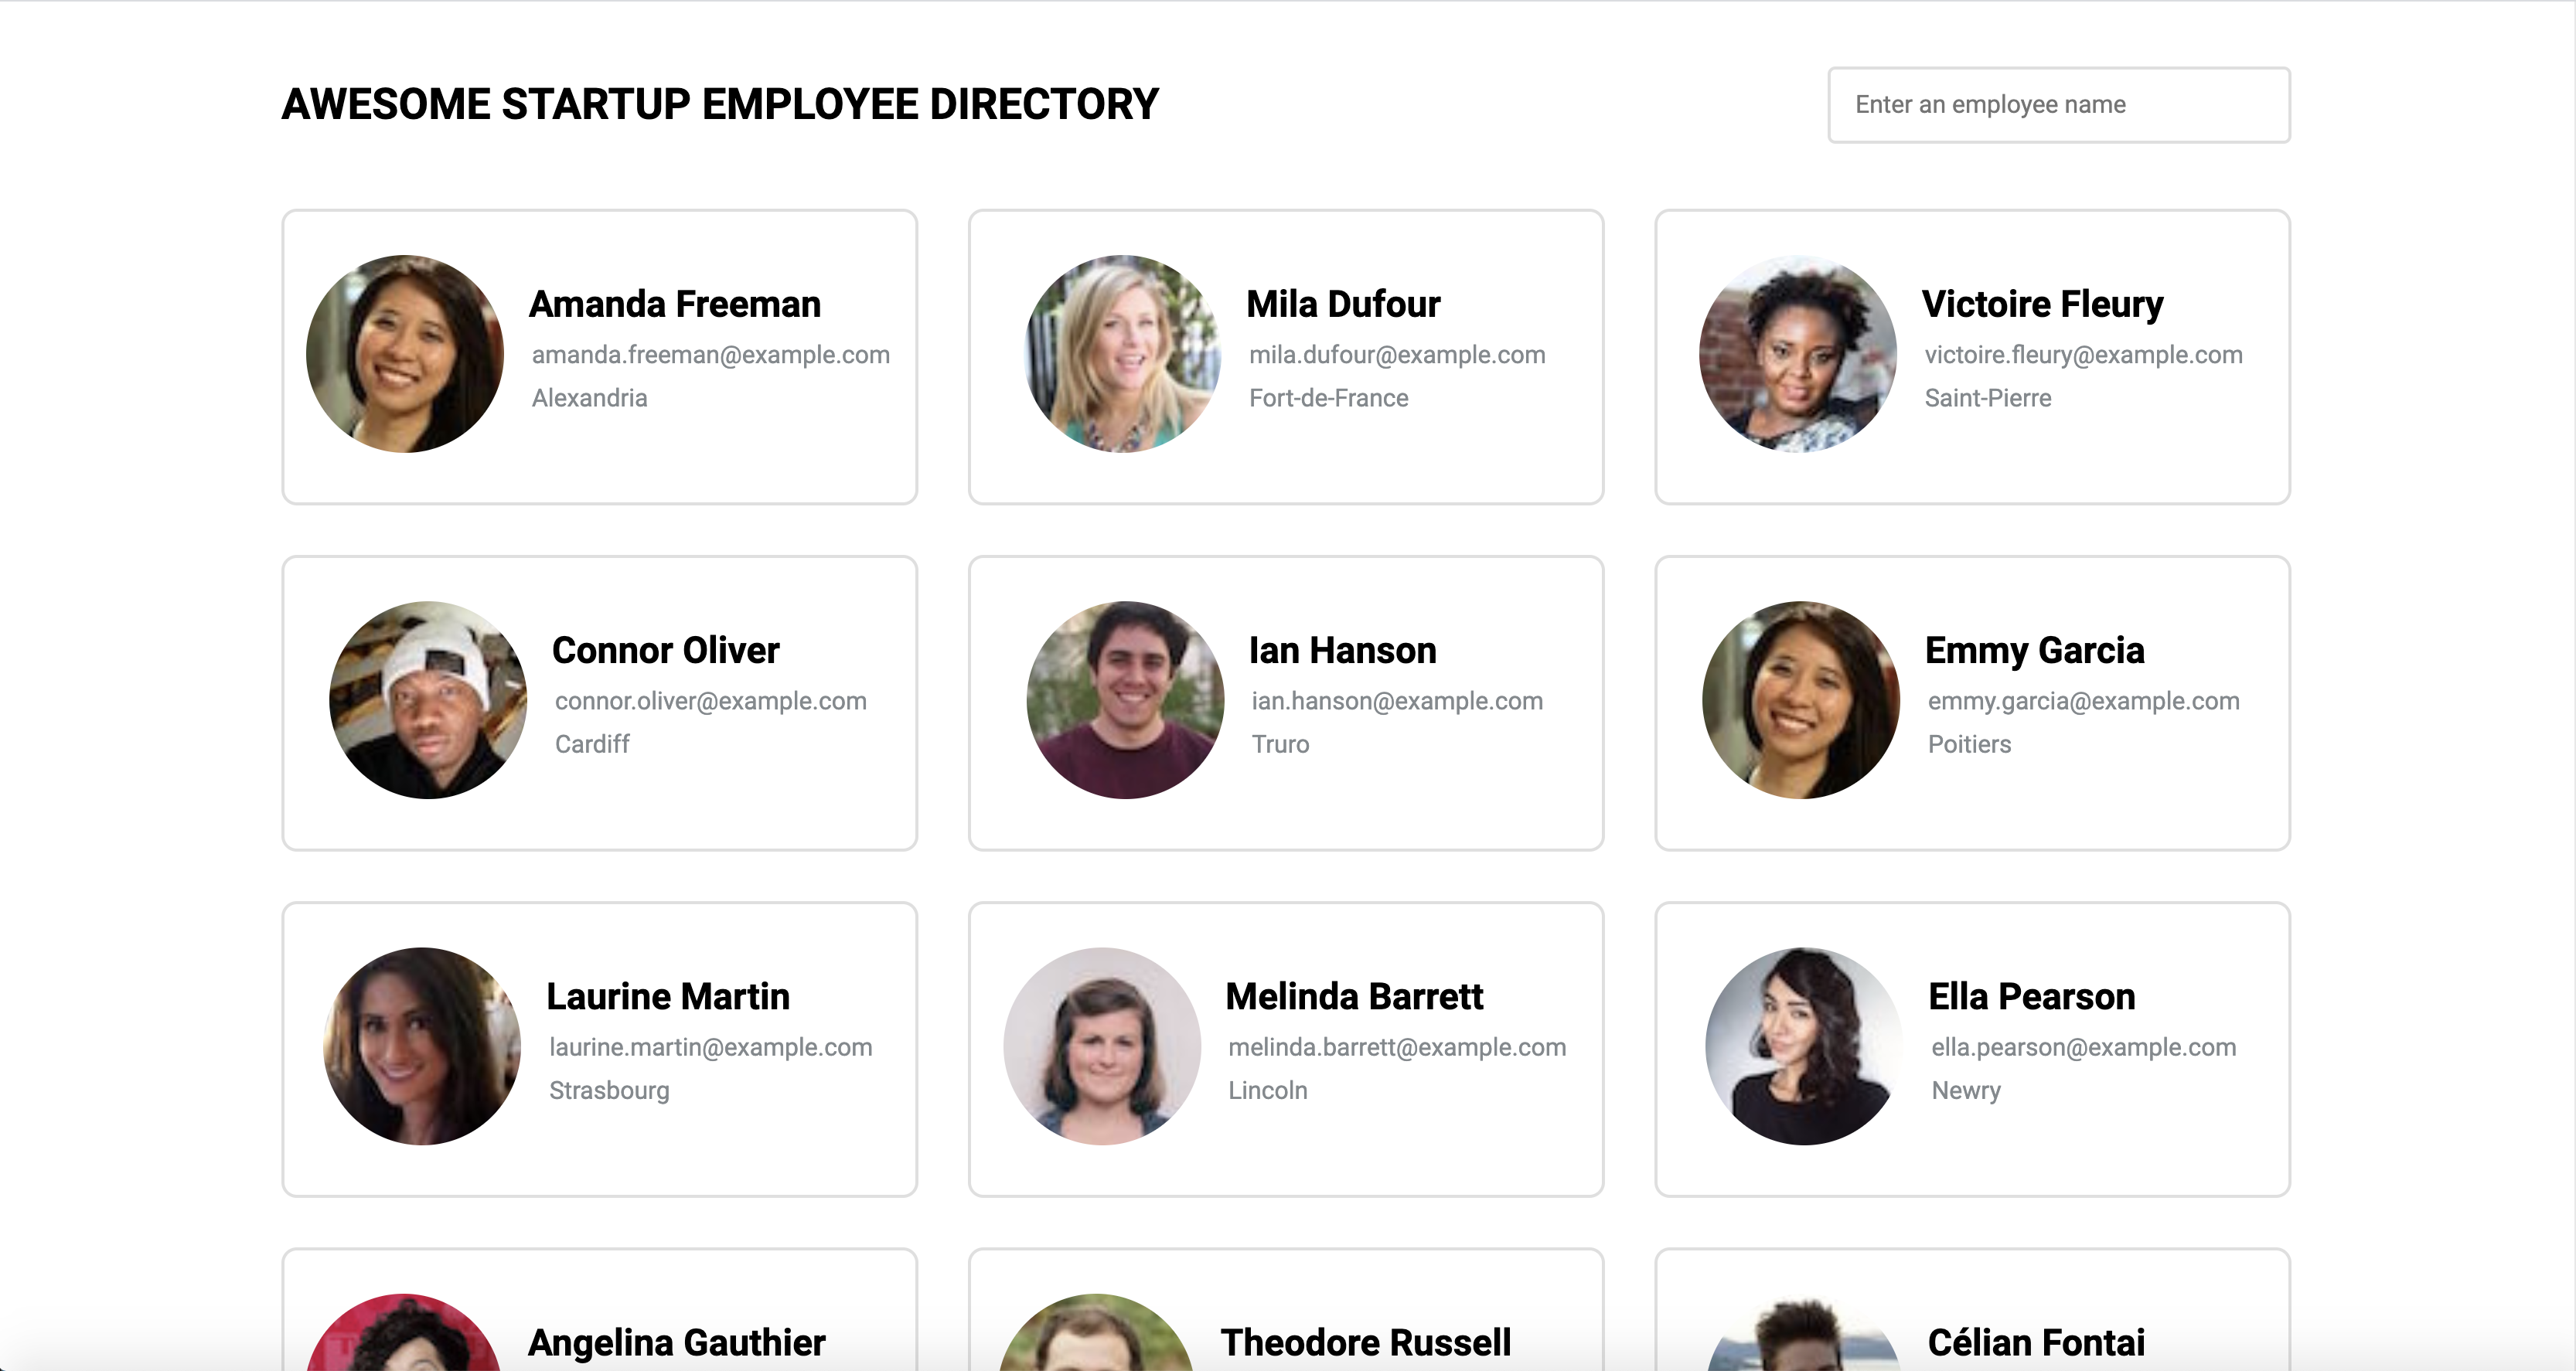 AWESOME STARTUP EMPLOYEE DIRECTORY
Enter an employee name
Amanda Freeman
amanda.freeman@example.com
Alexandria
Mila Dufour
mila.dufour@example.com
Fort-de-France
Victoire Fleury
victoire.fleury@example.com
Saint-Pierre
Connor Oliver
connor.oliver@example.com
Cardiff
Ian Hanson
ian.hanson@example.com
Truro
Emmy Garcia
emmy.garcia@example.com
Poitiers
Laurine Martin
laurine.martin@example.com
Strasbourg
Melinda Barrett
melinda.barrett@example.com
Lincoln
Ella Pearson
ella.pearson@example.com
Newry
Angelina Gauthier
Theodore Russell
Célian Fontai